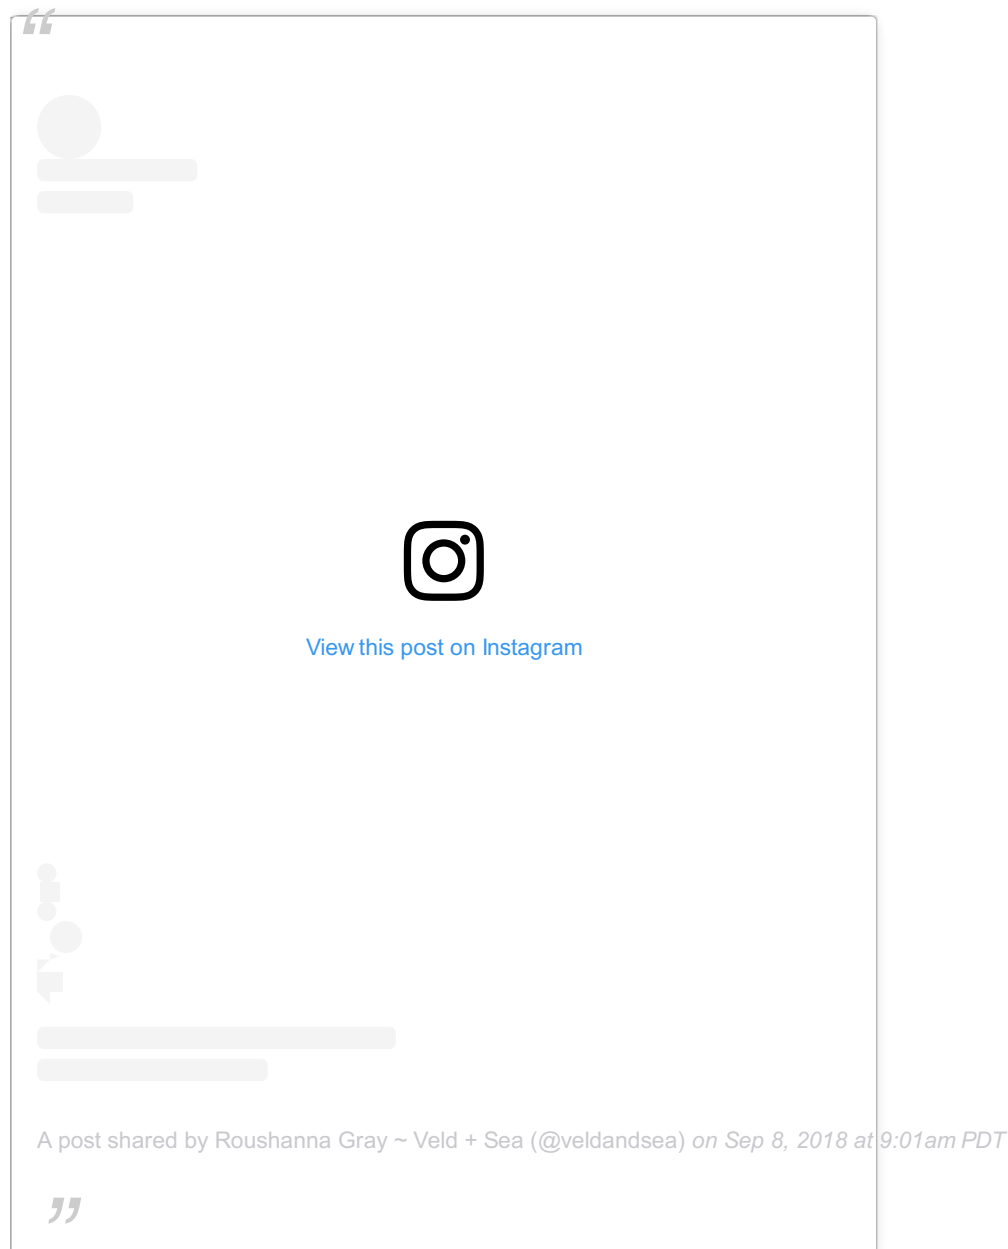 “
View this post on Instagram
A post shared by Roushanna Gray ~ Veld + Sea (@veldandsea) on Sep 8, 2018 at 9:01am PDT
”